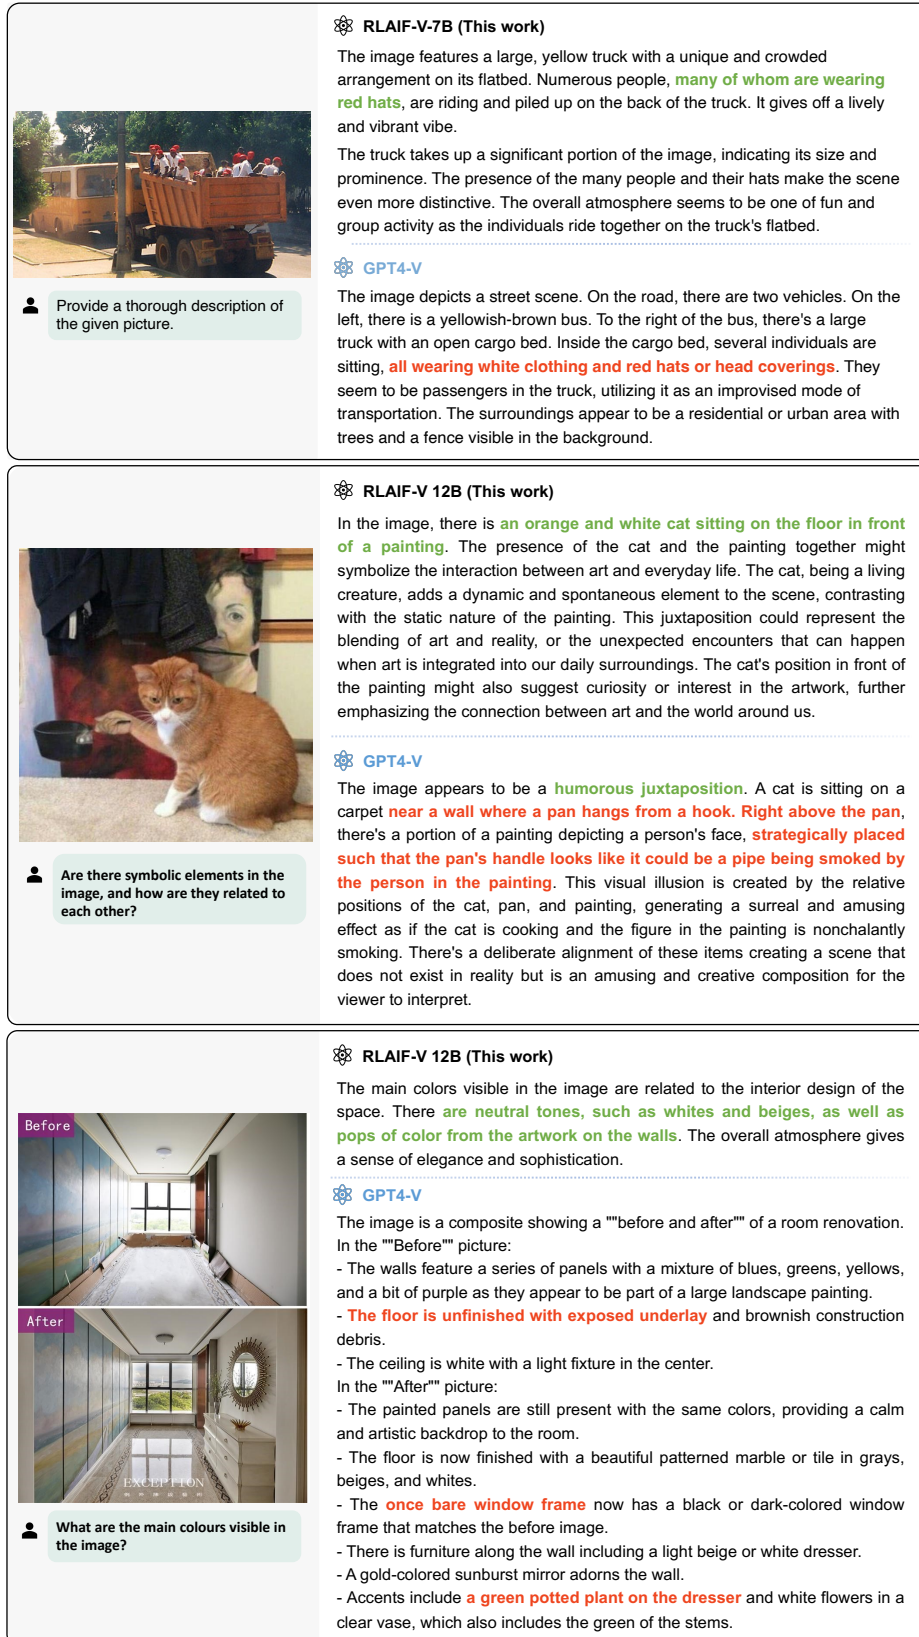 RLAIF-V-7B (This work)
The image features a large, yellow truck with a unique and crowded
arrangement on its flatbed. Numerous people, many of whom are wearing
red hats, are riding and piled up on the back of the truck. It gives off a lively
and vibrant vibe.
The truck takes up a significant portion of the image, indicating its size and
prominence. The presence of the many people and their hats make the scene
even more distinctive. The overall atmosphere seems to be one of fun and
group activity as the individuals ride together on the truck's flatbed.
Provide a thorough description of
the given picture.
GPT4-V
The image depicts a street scene. On the road, there are two vehicles. On the
left, there is a yellowish-brown bus. To the right of the bus, there's a large
truck with an open cargo bed. Inside the cargo bed, several individuals are
sitting, all wearing white clothing and red hats or head coverings. They
seem to be passengers in the truck, utilizing it as an improvised mode of
transportation. The surroundings appear to be a residential or urban area with
trees and a fence visible in the background.
RLAIF-V 12B (This work)
In the image, there is an orange and white cat sitting on the floor in front
of a painting. The presence of the cat and the painting together might
symbolize the interaction between art and everyday life. The cat, being a living
creature, adds a dynamic and spontaneous element to the scene, contrasting
with the static nature of the painting. This juxtaposition could represent the
blending of art and reality, or the unexpected encounters that can happen
when art is integrated into our daily surroundings. The cat's position in front of
the painting might also suggest curiosity or interest in the artwork, further
emphasizing the connection between art and the world around us.
Are there symbolic elements in the
image, and how are they related to
each other?
GPT4-V
The image appears to be a humorous juxtaposition. A cat is sitting on a
carpet near a wall where a pan hangs from a hook. Right above the pan,
there's a portion of a painting depicting a person's face, strategically placed
such that the pan's handle looks like it could be a pipe being smoked by
the person in the painting. This visual illusion is created by the relative
positions of the cat, pan, and painting, generating a surreal and amusing
effect as if the cat is cooking and the figure in the painting is nonchalantly
smoking. There's a deliberate alignment of these items creating a scene that
does not exist in reality but is an amusing and creative composition for the
viewer to interpret.
RLAIF-V 12B (This work)
The main colors visible in the image are related to the interior design of the
space. There are neutral tones, such as whites and beiges, as well as
pops of color from the artwork on the walls. The overall atmosphere gives
a sense of elegance and sophistication.
Before
After
EXCEPTION
What are the main colours visible in
the image?
GPT4-V
The image is a composite showing a ""before and after"" of a room renovation.
In the ""Before"" picture:
- The walls feature a series of panels with a mixture of blues, greens, yellows,
and a bit of purple as they appear to be part of a large landscape painting.
- The floor is unfinished with exposed underlay and brownish construction
debris.
- The ceiling is white with a light fixture in the center.
In the ""After"" picture:
- The painted panels are still present with the same colors, providing a calm
and artistic backdrop to the room.
- The floor is now finished with a beautiful patterned marble or tile in grays,
beiges, and whites.
- The once bare window frame now has a black or dark-colored window
frame that matches the before image.
- There is furniture along the wall including a light beige or white dresser.
- A gold-colored sunburst mirror adorns the wall.
- Accents include a green potted plant on the dresser and white flowers in a
clear vase, which also includes the green of the stems.